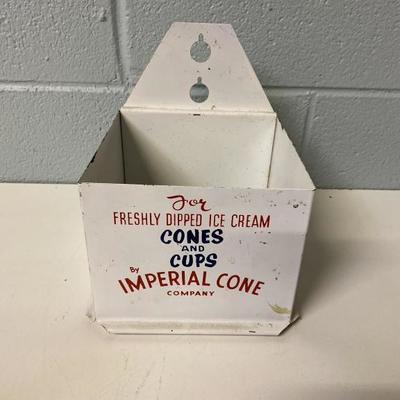 For
FRESHLY DIPPED ICE CREAM
CONES
AND
CUPS
By
IMPERIAL CONE
COMPANY